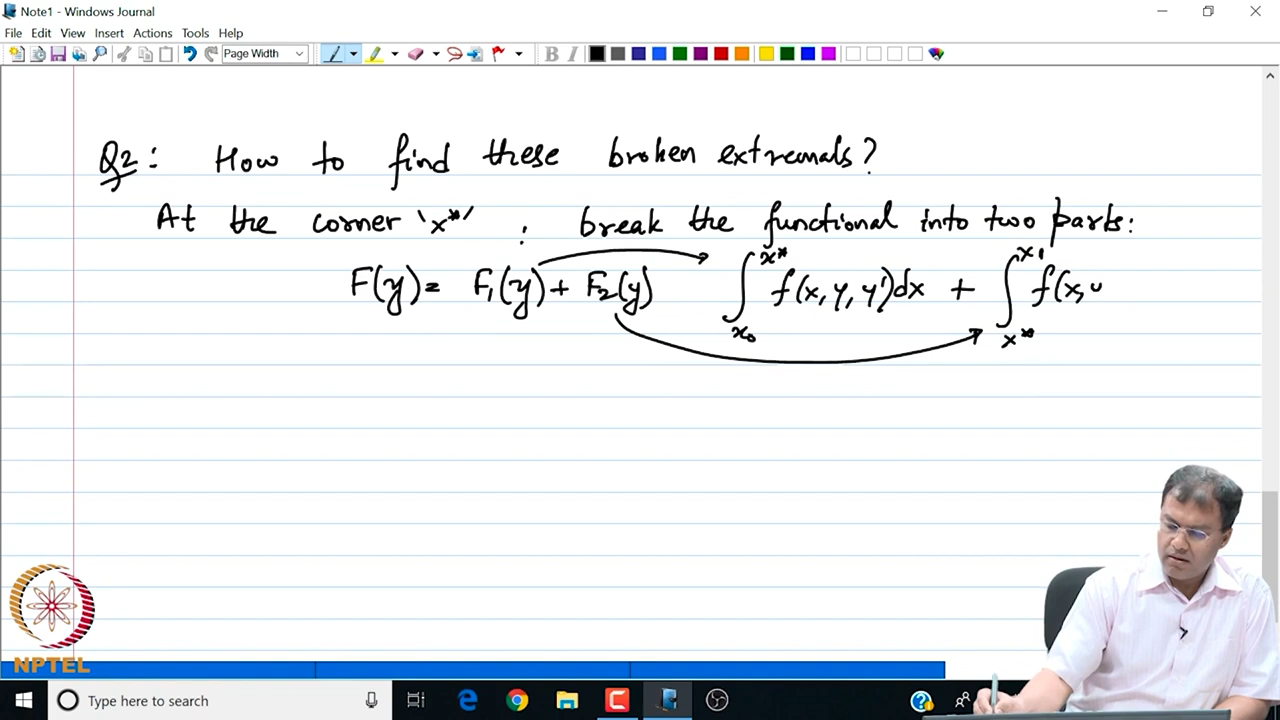 Note1 - Windows Journal
File Edit View Insert Actions Tools Help
Page Width
B I
Q2: How to find these broken extremals?
At the corner 'x*' : break the functional into two parts:
F(y) = F₁(y) + F₂(y) ∫_{x₀}^{x*} f(x, y, y')dx + ∫_{x*}^{x₁} f(x,
NPTEL
Type here to search